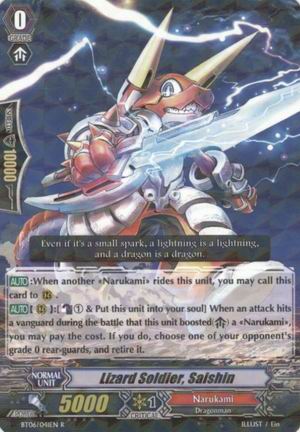 0
GRADE
10000
Even if it's a small spark, a lightning is a lightning,
and a dragon is a dragon.
AUTO :When another «Narukami» rides this unit, you may call this
card to .
AUTO : [ 1 & Put this unit into your soul] When an attack hits
a vanguard during the battle that this unit boosted( ) a «Narukami»,
you may pay the cost. If you do, choose one of your opponent's
grade 0 rear-guards, and retire it.
NORMAL
UNIT
Lizard Soldier, Saishin
POWER
5000
1
CRITICAL
Narukami
Dragonman
BT06/041EN R
ILLUST / Ein